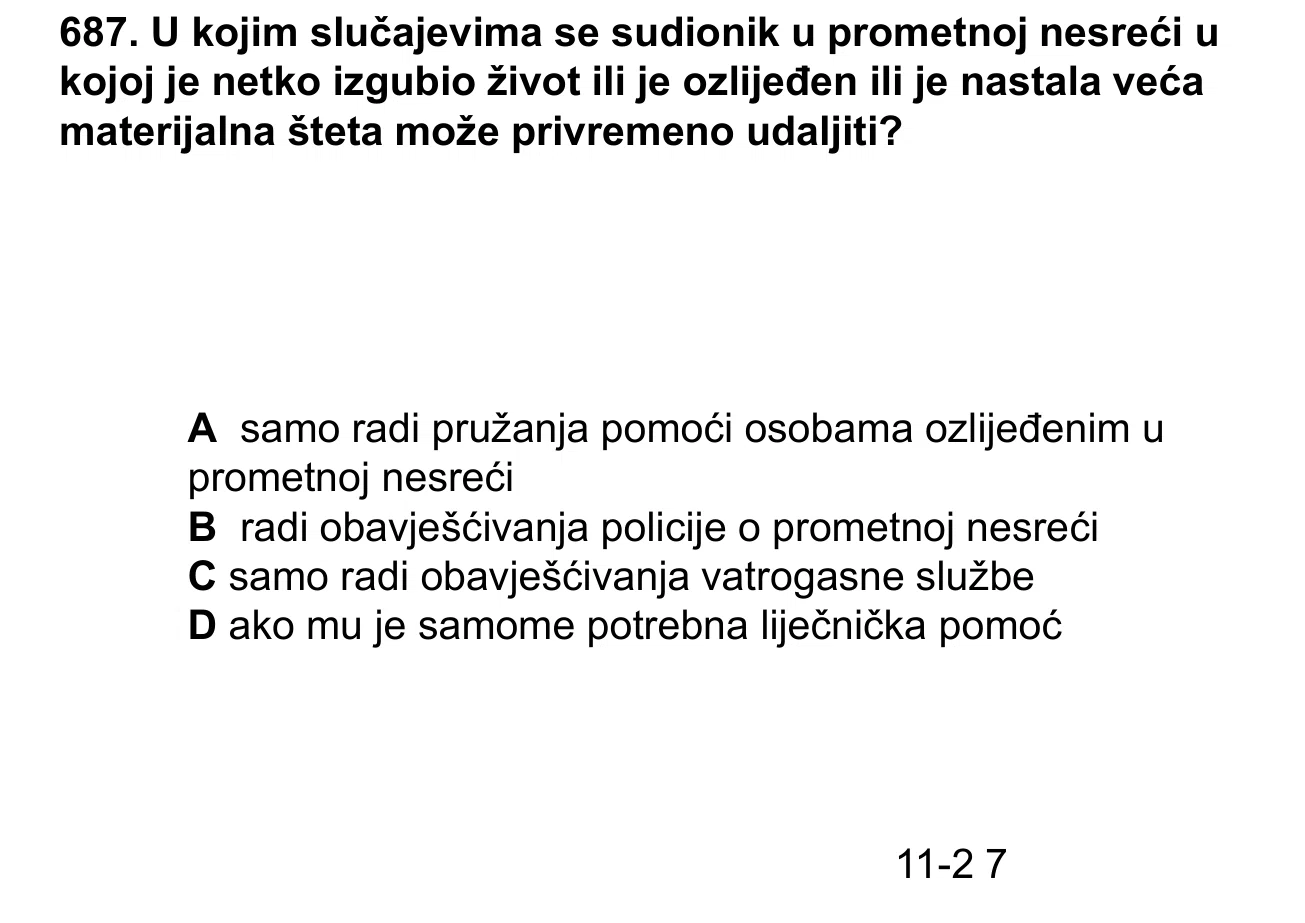 687. U kojim slučajevima se sudionik u prometnoj nesreći u
kojoj je netko izgubio život ili je ozlijeđen ili je nastala veća
materijalna šteta može privremeno udaljiti?
A samo radi pružanja pomoći osobama ozlijeđenim u
prometnoj nesreći
B radi obavješćivanja policije o prometnoj nesreći
C samo radi obavješćivanja vatrogasne službe
D ako mu je samome potrebna liječnička pomoć
11-2 7